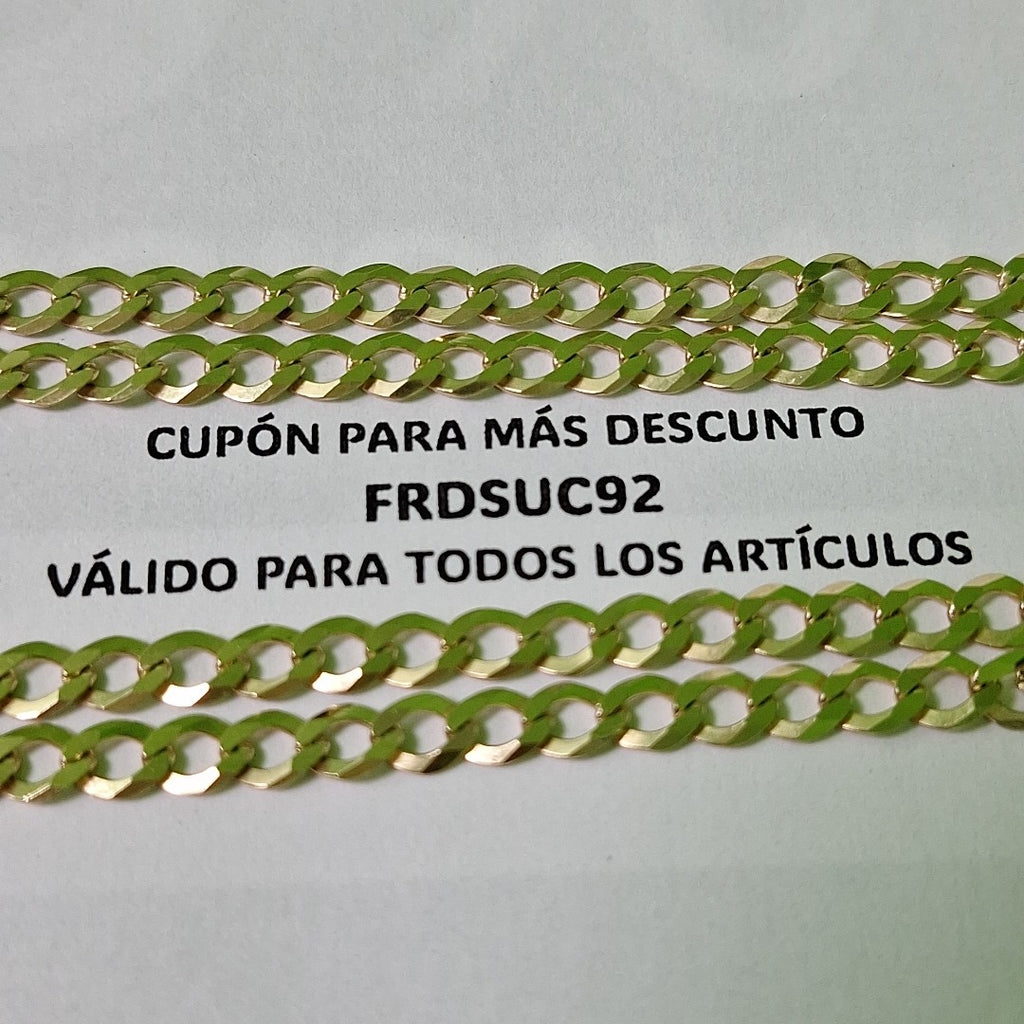 CUPÓN PARA MÁS DESCUNTO
FRDSUC92
VÁLIDO PARA TODOS LOS ARTÍCULOS